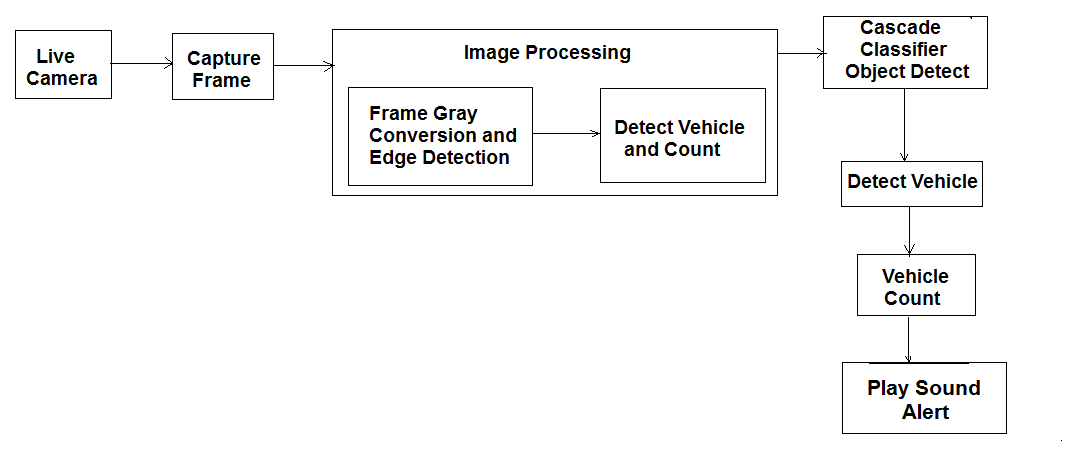 Live
Camera
Capture
Frame
Image Processing
Frame Gray
Conversion and
Edge Detection
Detect Vehicle
and Count
Cascade
Classifier
Object Detect
Detect Vehicle
Vehicle
Count
Play Sound
Alert